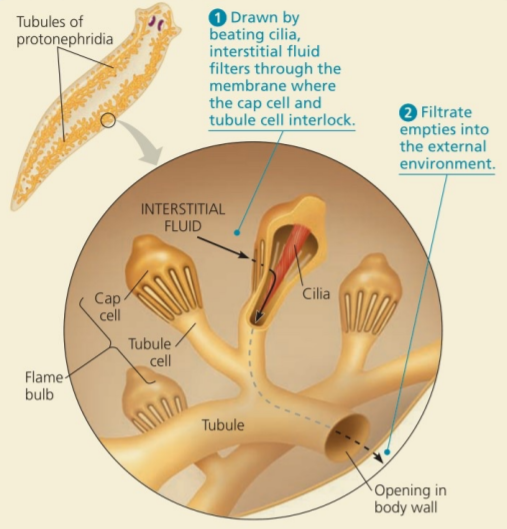 Tubules of
protonephridia
1 Drawn by
beating cilia,
interstitial fluid
filters through the
membrane where
the cap cell and
tubule cell interlock.
2 Filtrate
empties into
the external
environment.
INTERSTITIAL
FLUID
Cilia
Cap
cell
Tubule
cell
Flame
bulb
Tubule
Opening in
body wall